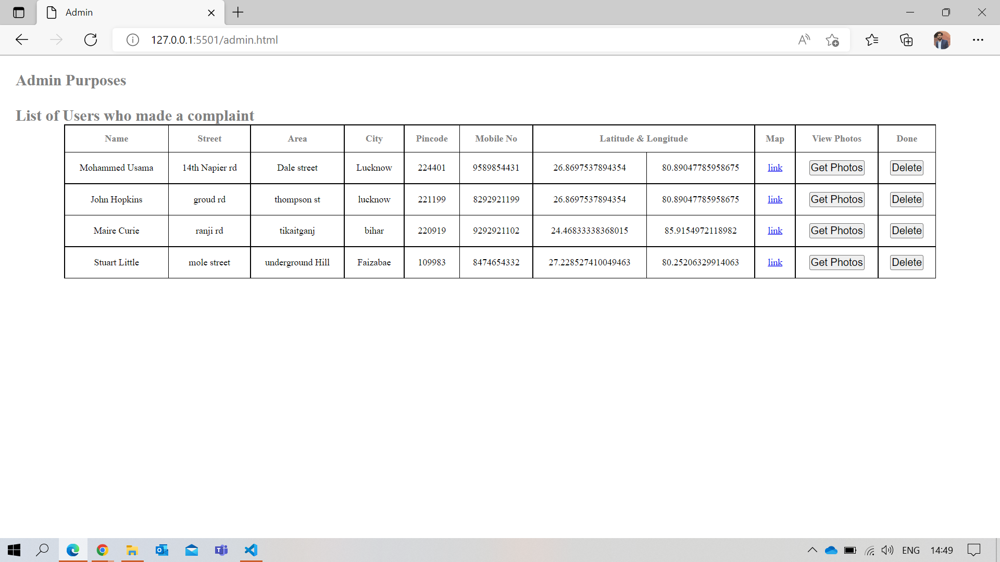 Admin
127.0.0.1:5501/admin.html
Admin Purposes
List of Users who made a complaint
Name Street Area City Pincode Mobile No Latitude & Longitude Map View Photos Done
Mohammed Usama 14th Napier rd Dale street Lucknow 224401 9589854431 26.8697537894354 80.89047785958675 link Get Photos Delete
John Hopkins groud rd thompson st lucknow 221199 8292921199 26.8697537894354 80.89047785958675 link Get Photos Delete
Maire Curie ranji rd tikaitganj bihar 220919 9292921102 24.46833338368015 85.9154972118982 link Get Photos Delete
Stuart Little mole street underground Hill Faizabae 109983 8474654332 27.228527410049463 80.25206329914063 link Get Photos Delete
ENG 14:49